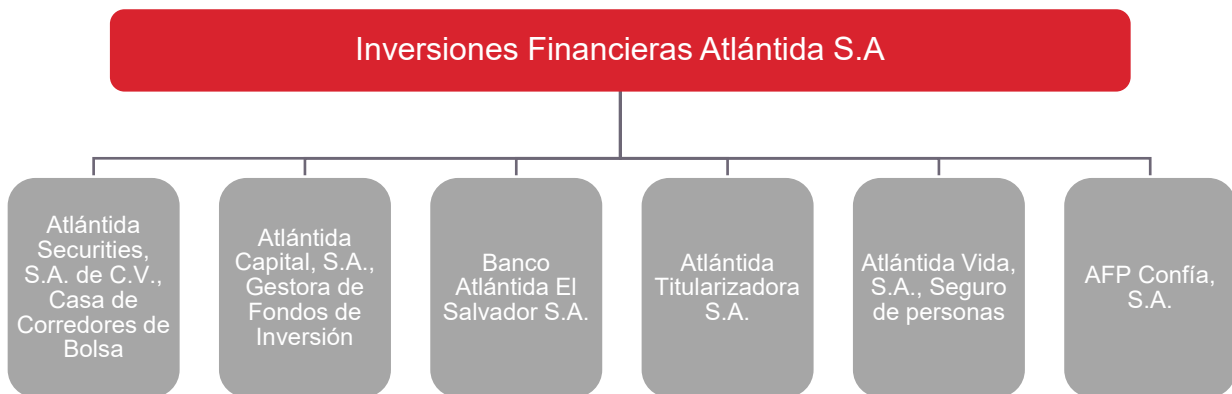 Inversiones Financieras Atlántida S.A
Atlántida
Securities,
S.A. de C.V.,
Casa de
Corredores de
Bolsa
Atlántida
Capital, S.A.,
Gestora de
Fondos de
Inversión
Banco
Atlántida El
Salvador S.A.
Atlántida
Titularizadora
S.A.
Atlántida Vida,
S.A., Seguro
de personas
AFP Confía,
S.A.